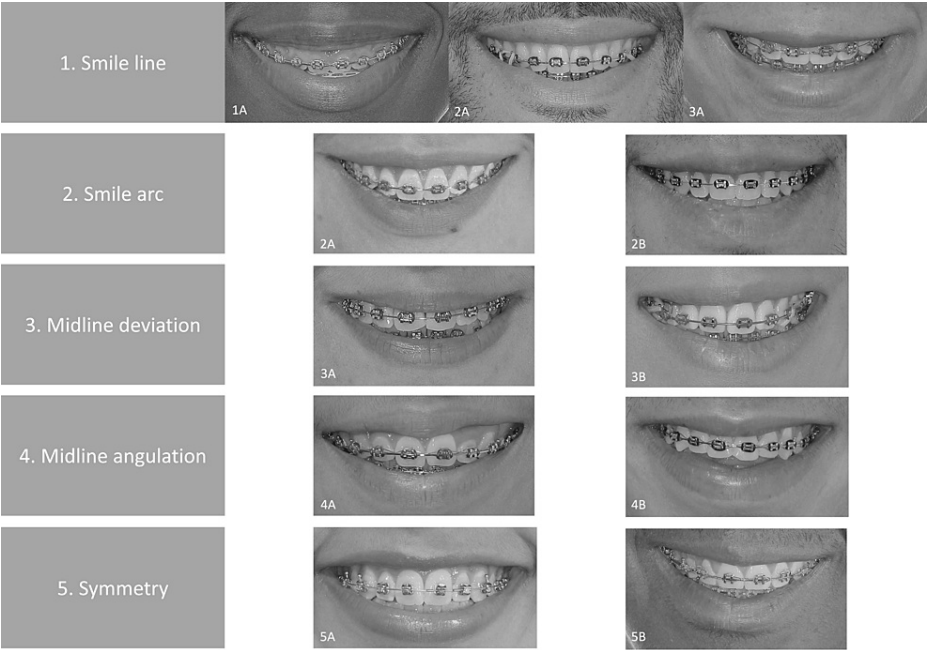 1. Smile line
1A
2A
3A
2. Smile arc
2A
2B
3. Midline deviation
3A
3B
4. Midline angulation
4A
4B
5. Symmetry
5A
5B